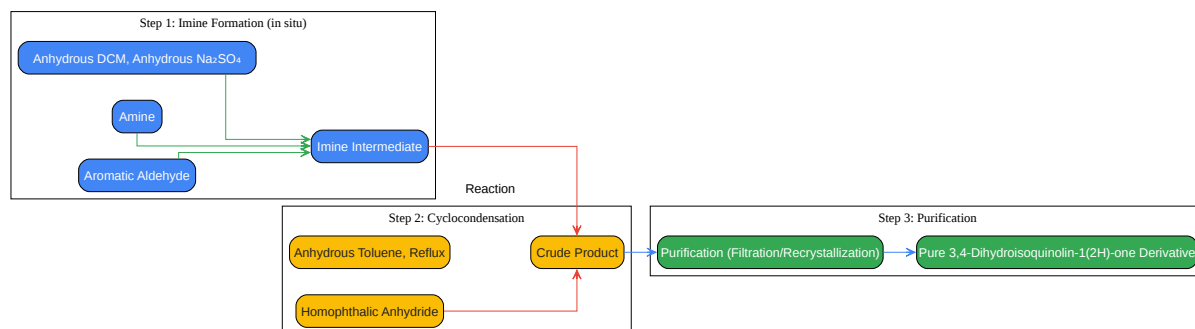 Step 1: Imine Formation (in situ)
Anhydrous DCM, Anhydrous Na₂SO₄
Amine
Imine Intermediate
Aromatic Aldehyde
Reaction
Step 2: Cyclocondensation
Anhydrous Toluene, Reflux
Crude Product
Homophthalic Anhydride
Step 3: Purification
Purification (Filtration/Recrystallization)
Pure 3,4-Dihydroisoquinolin-1(2H)-one Derivative